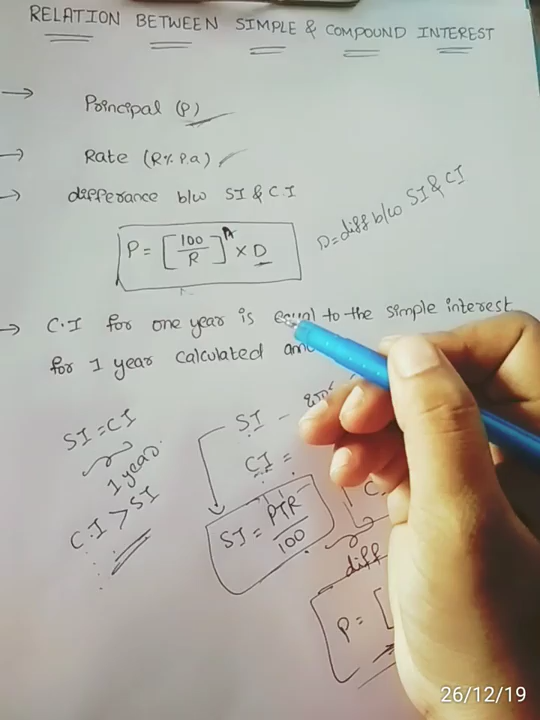 RELATION BETWEEN SIMPLE & COMPOUND INTEREST
→ Principal (P)
→ Rate (R% P.a)
→ differance b/w SI & CI
P = [100/R]^n × D
D = diff b/w SI & CI
→ C.I for one year is equal to the simple interest
for 1 year calculated
SI = CI
1 year
C.I > SI
SI -
CI =
SI = PTR/100
diff
P = [
26/12/19